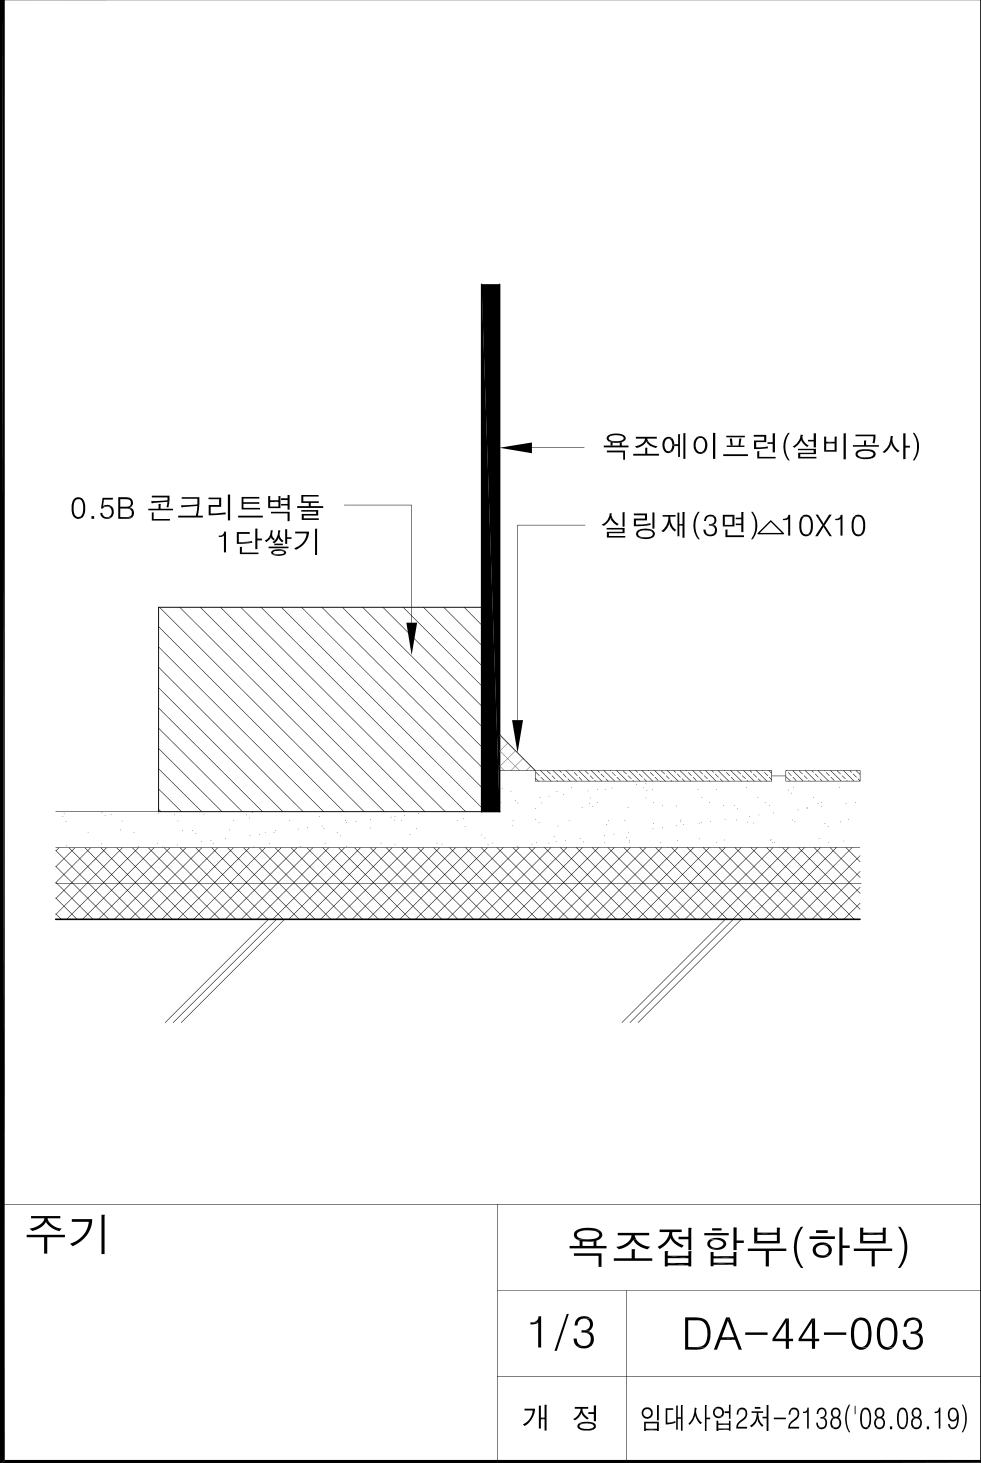 욕조에이프런(설비공사)
0.5B 콘크리트벽돌
1단쌓기
실링재(3면)△10X10
주기
욕조접합부(하부)
1/3
DA-44-003
개 정
임대사업2처-2138('08.08.19)